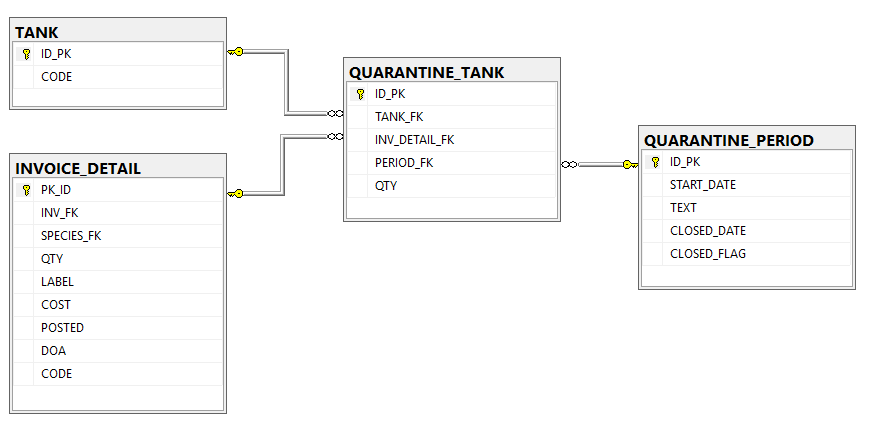 TANK
ID_PK
CODE
INVOICE_DETAIL
PK_ID
INV_FK
SPECIES_FK
QTY
LABEL
COST
POSTED
DOA
CODE
QUARANTINE_TANK
ID_PK
TANK_FK
INV_DETAIL_FK
PERIOD_FK
QTY
QUARANTINE_PERIOD
ID_PK
START_DATE
TEXT
CLOSED_DATE
CLOSED_FLAG